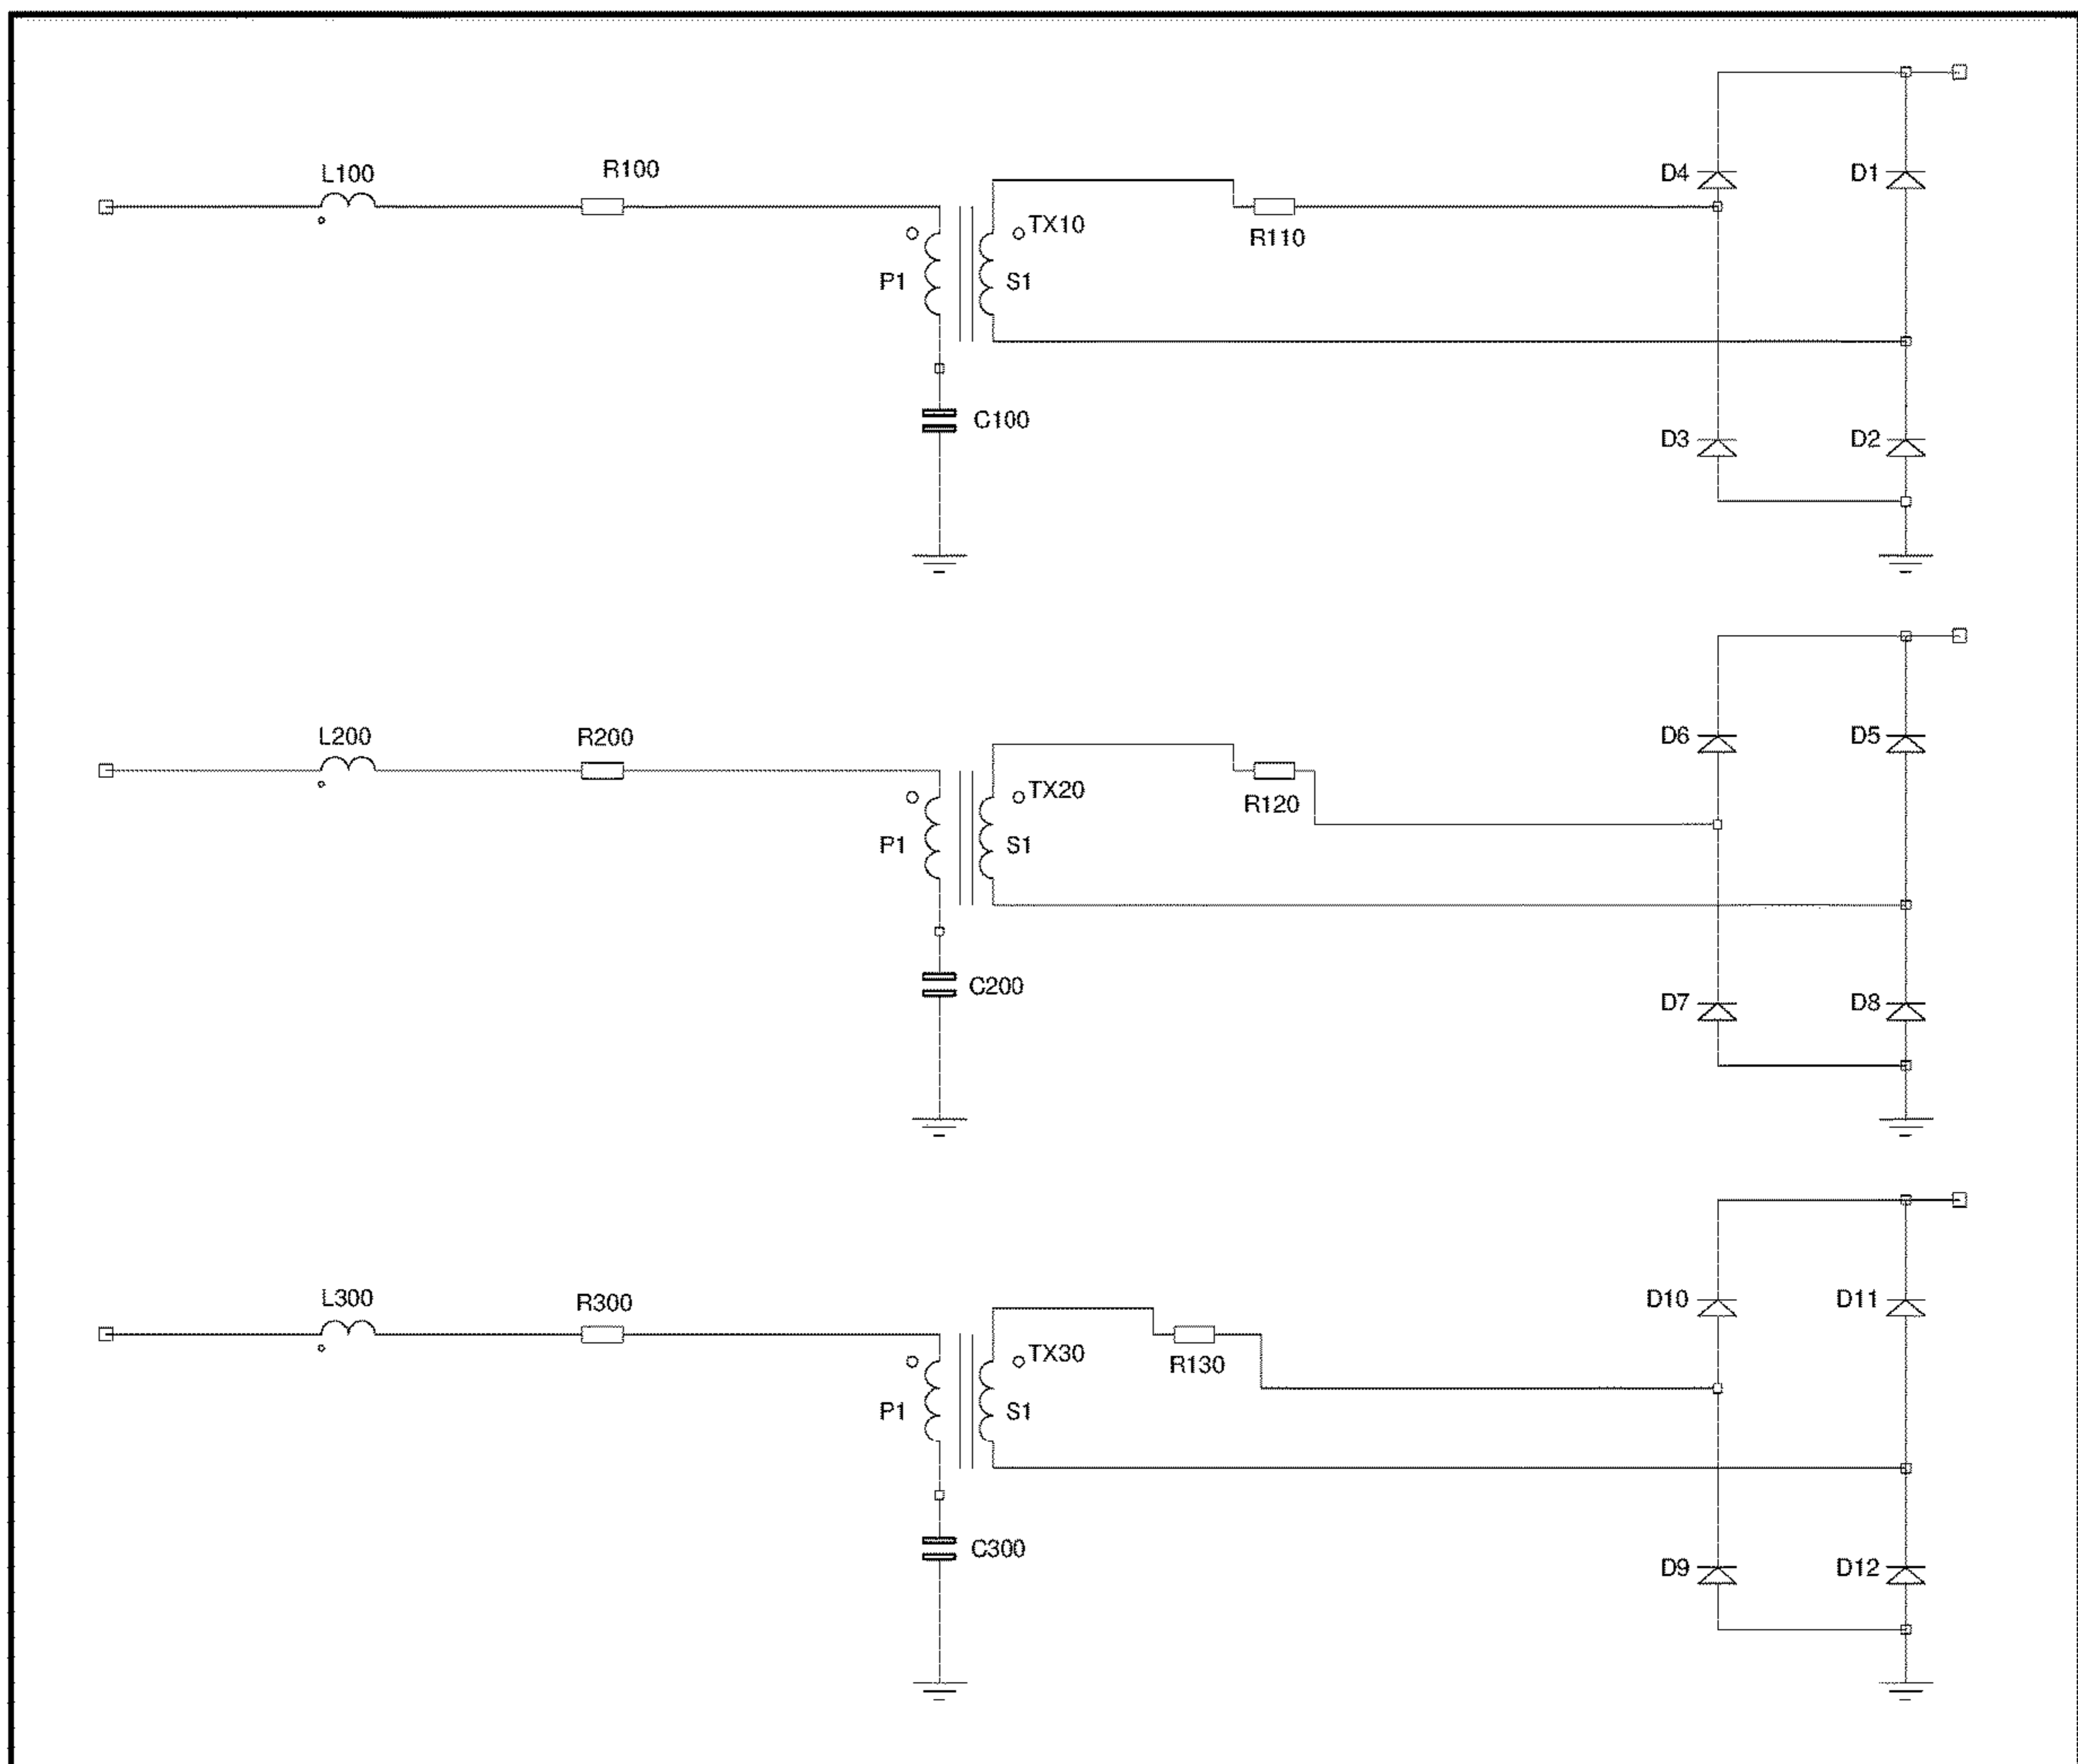 L100
R100
D4
D1
TX10
R110
P1
S1
C100
D3
D2
L200
R200
D6
D5
TX20
R120
P1
S1
C200
D7
D8
L300
R300
D10
D11
TX30
R130
P1
S1
C300
D9
D12